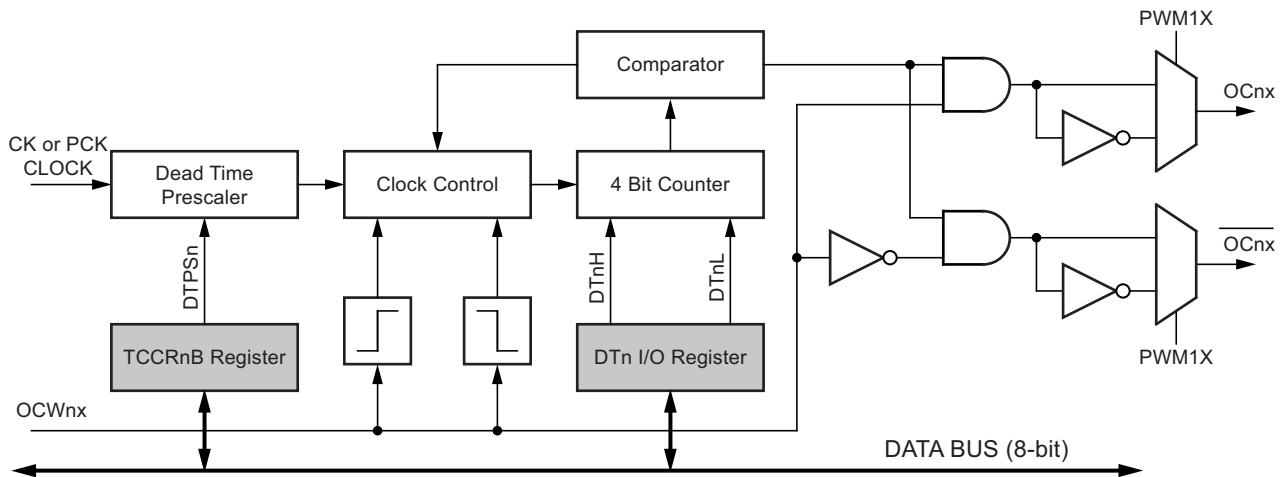 PWM1X
Comparator
OCnx
CK or PCK
CLOCK
Dead Time
Prescaler
Clock Control
4 Bit Counter
OCnx
DTPSn
DTnH
DTnL
TCCRnB Register
DTn I/O Register
PWM1X
OCWnx
DATA BUS (8-bit)